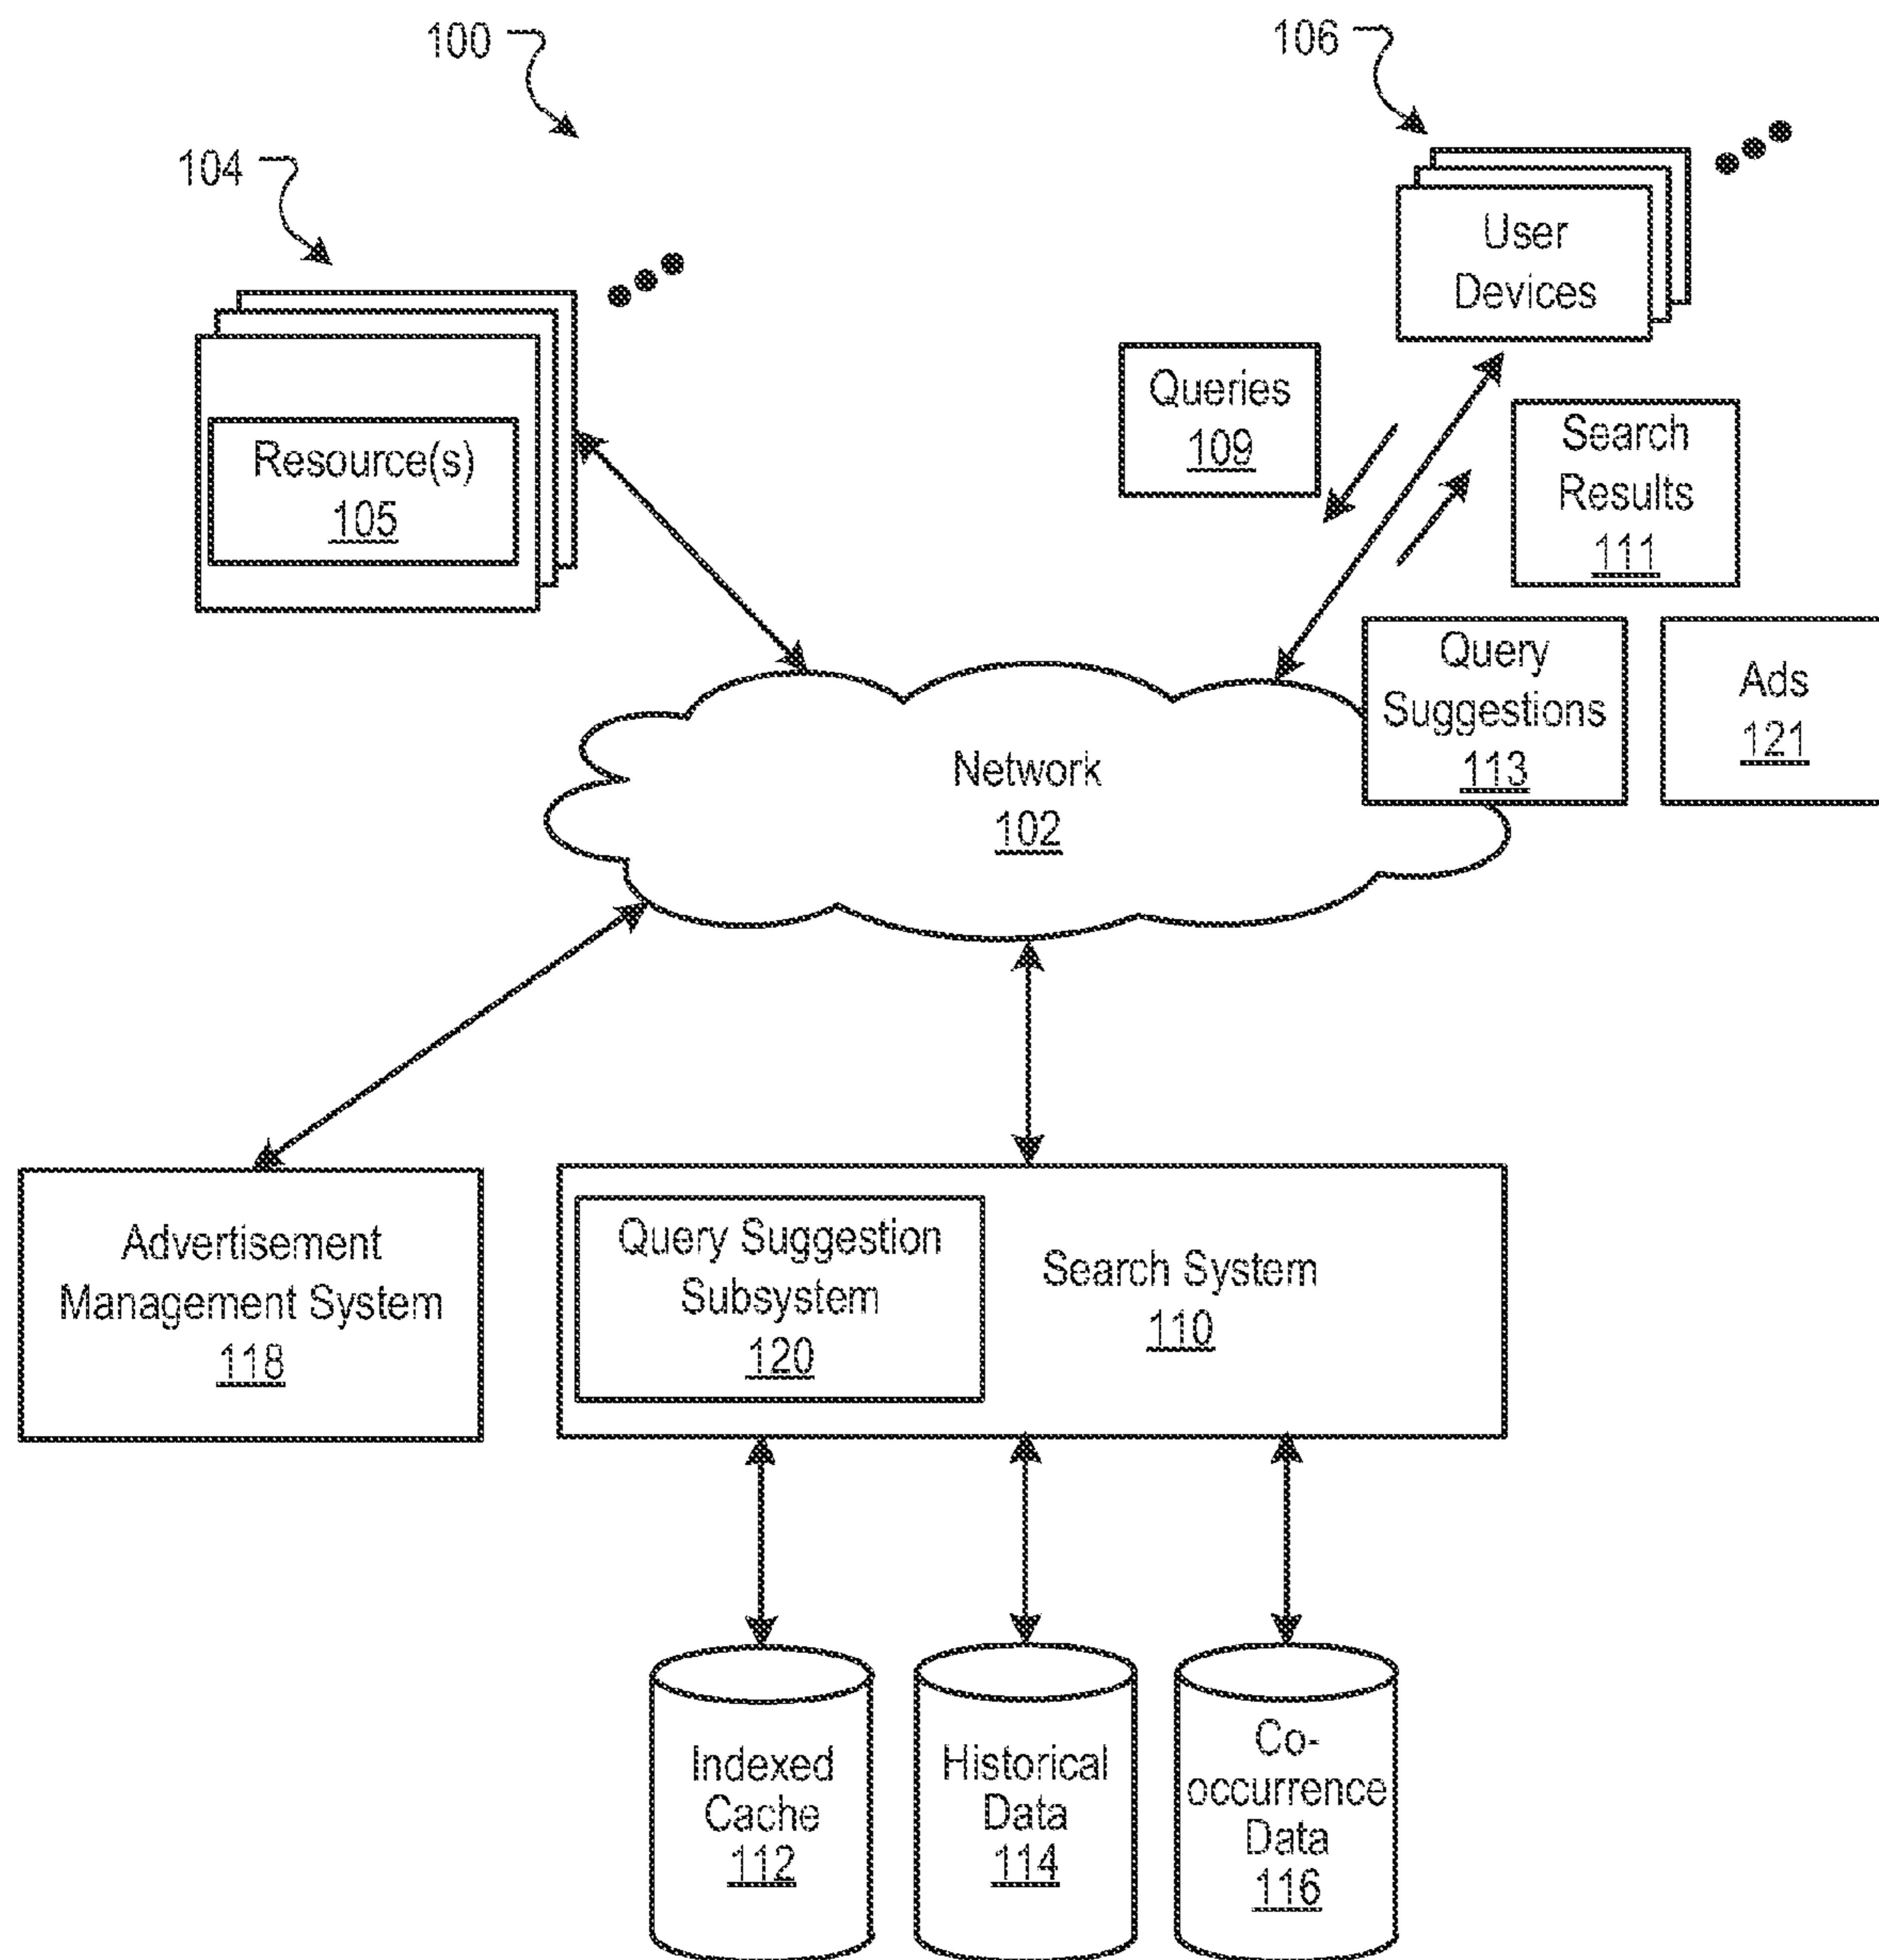 100
106
104
User
Devices
Queries
109
Search
Results
111
Resource(s)
105
Query
Suggestions
113
Ads
121
Network
102
Advertisement
Management System
118
Query Suggestion
Subsystem
120
Search System
110
Indexed
Cache
112
Historical
Data
114
Co-
occurrence
Data
116